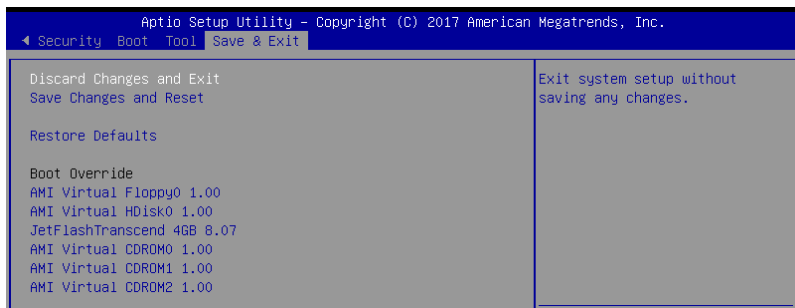 Aptio Setup Utility – Copyright (C) 2017 American Megatrends, Inc.
Security Boot Tool Save & Exit
Discard Changes and Exit
Save Changes and Reset
Restore Defaults
Boot Override
AMI Virtual Floppy0 1.00
AMI Virtual HDisk0 1.00
JetFlashTranscend 4GB 8.07
AMI Virtual CDROM0 1.00
AMI Virtual CDROM1 1.00
AMI Virtual CDROM2 1.00
Exit system setup without
saving any changes.